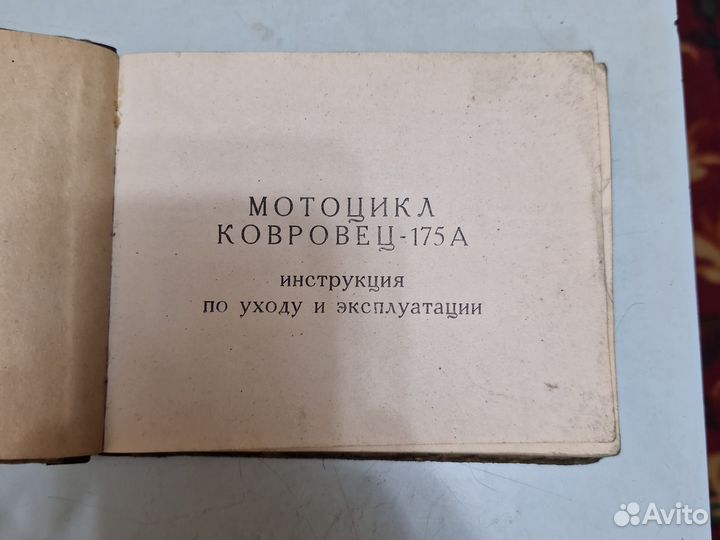 МОТОЦИКЛ
КОВРОВЕЦ-175А
инструкция
по уходу и эксплуатации
Avito